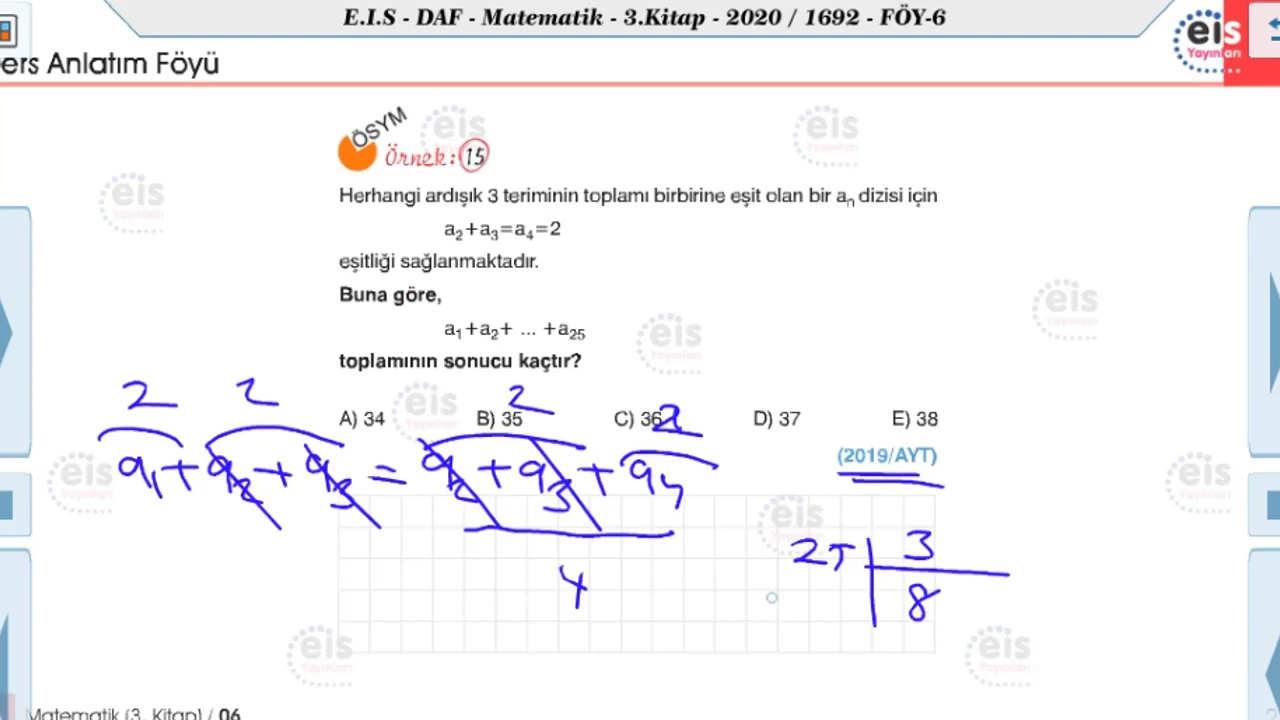 E.I.S - DAF - Matematik - 3.Kitap - 2020 / 1692 - FÖY-6
eis
Yayınları
ers Anlatım Föyü
ÖSYM
Örnek: 15
Herhangi ardışık 3 teriminin toplamı birbirine eşit olan bir aₙ dizisi için
a₂+a₃=a₄=2
eşitliği sağlanmaktadır.
Buna göre,
a₁+a₂+ ... +a₂₅
toplamının sonucu kaçtır?
A) 34 B) 35 C) 36 D) 37 E) 38
(2019/AYT)
2 2 2 2
a₁ + a₂ + a₃ = a₂ + a₃ + a₄
4
25 3
8
Matematik (3. Kitap) / 06